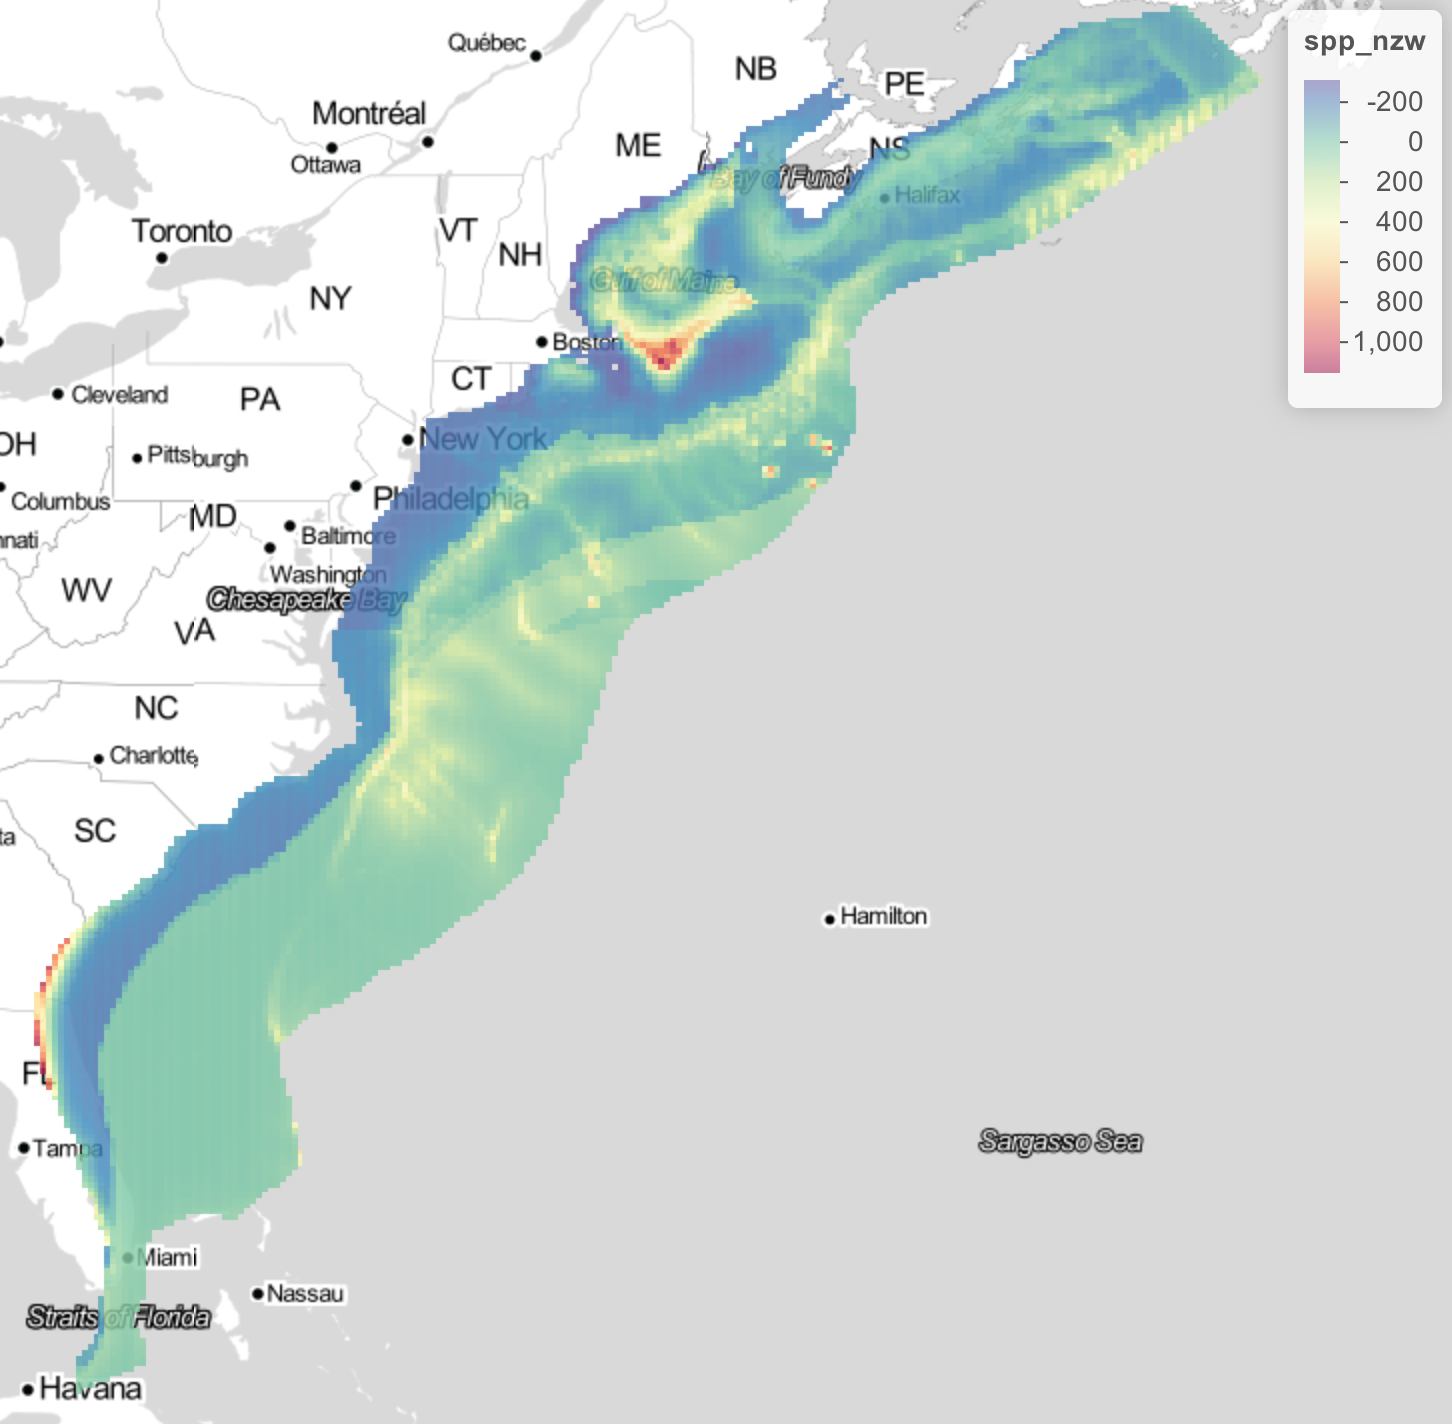 Québec
NB
PE
spp_nzw
-200
0
200
400
600
800
1,000
Montréal
Ottawa
ME
NS
Bay of Fundy
Halifax
Toronto
VT
NH
NY
Gulf of Maine
Boston
CT
Cleveland
PA
New York
OH
Pittsburgh
Philadelphia
Columbus
MD
Baltimore
nnati
Washington
WV
Chesapeake Bay
VA
NC
Charlotte
SC
ta
Hamilton
FL
Tampa
Sargasso Sea
Miami
Nassau
Straits of Florida
Havana